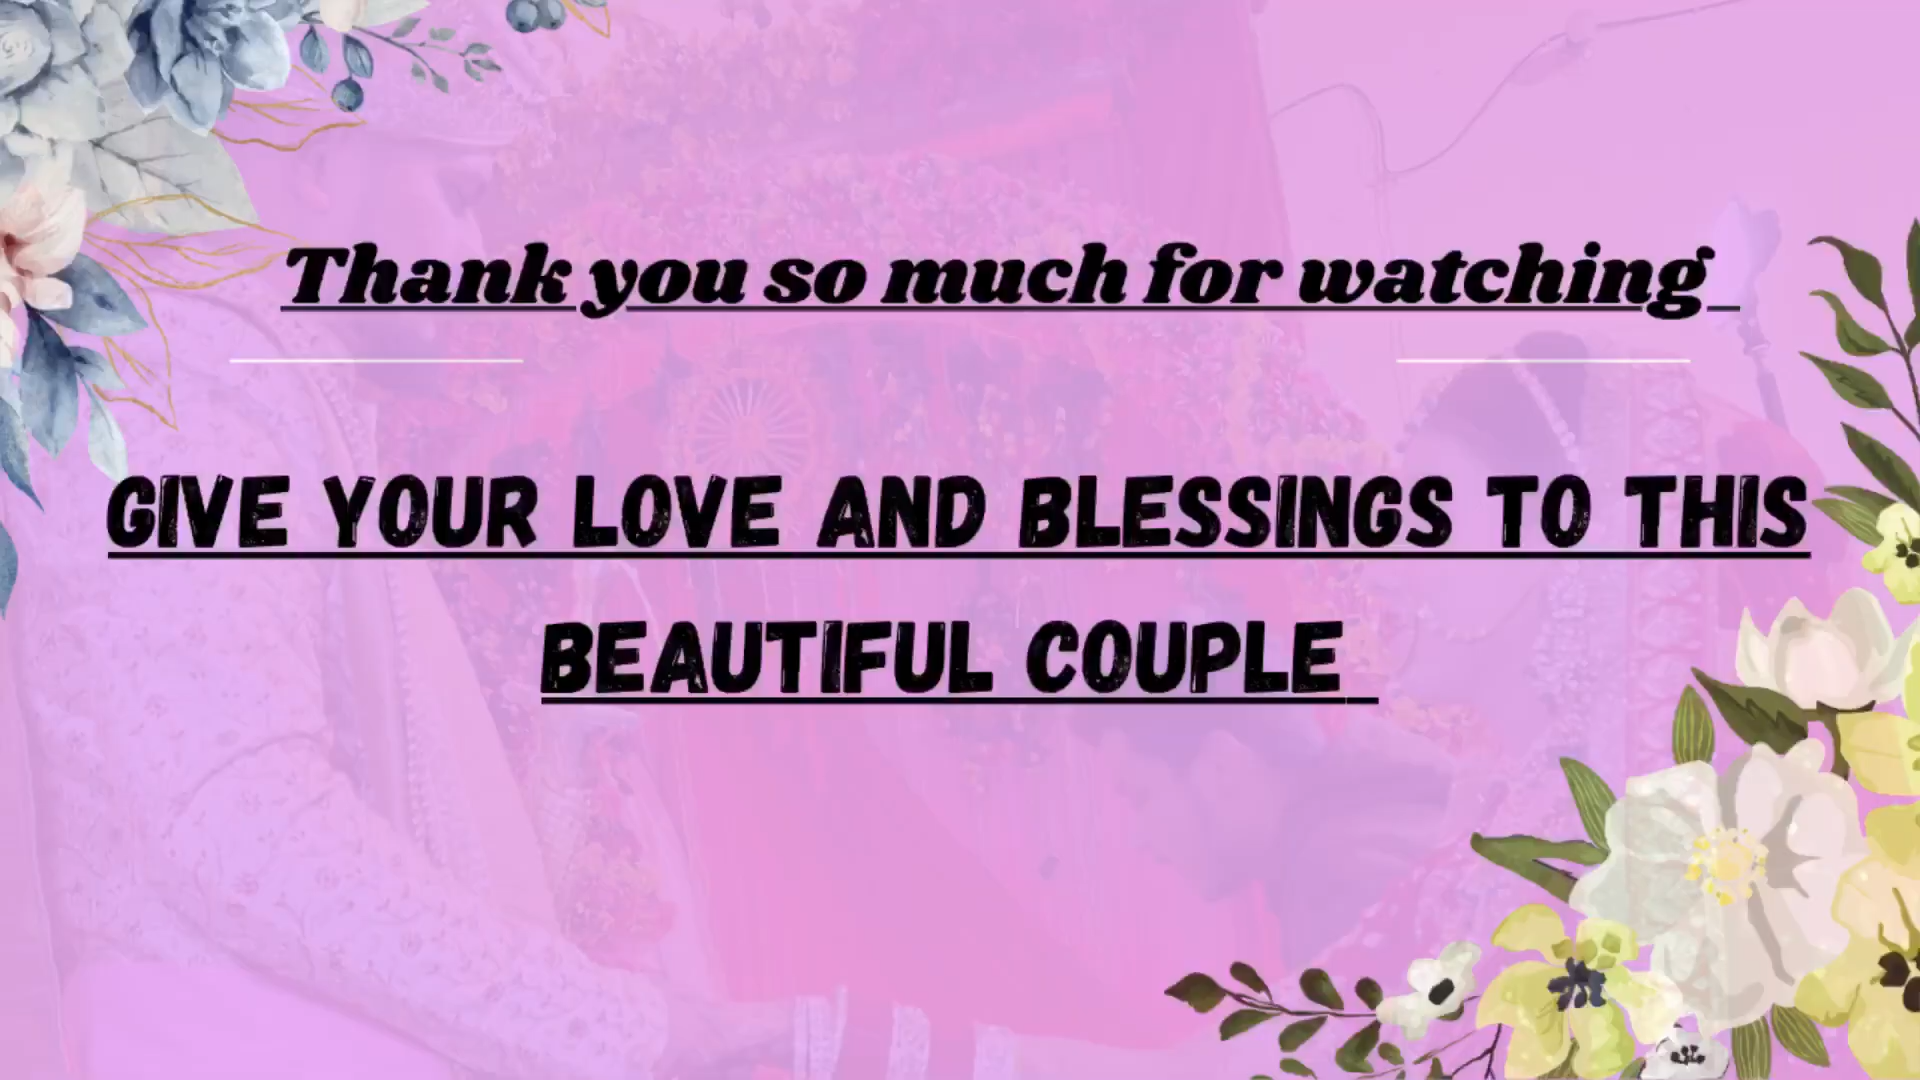 Thank you so much for watching
GIVE YOUR LOVE AND BLESSINGS TO THIS
BEAUTIFUL COUPLE